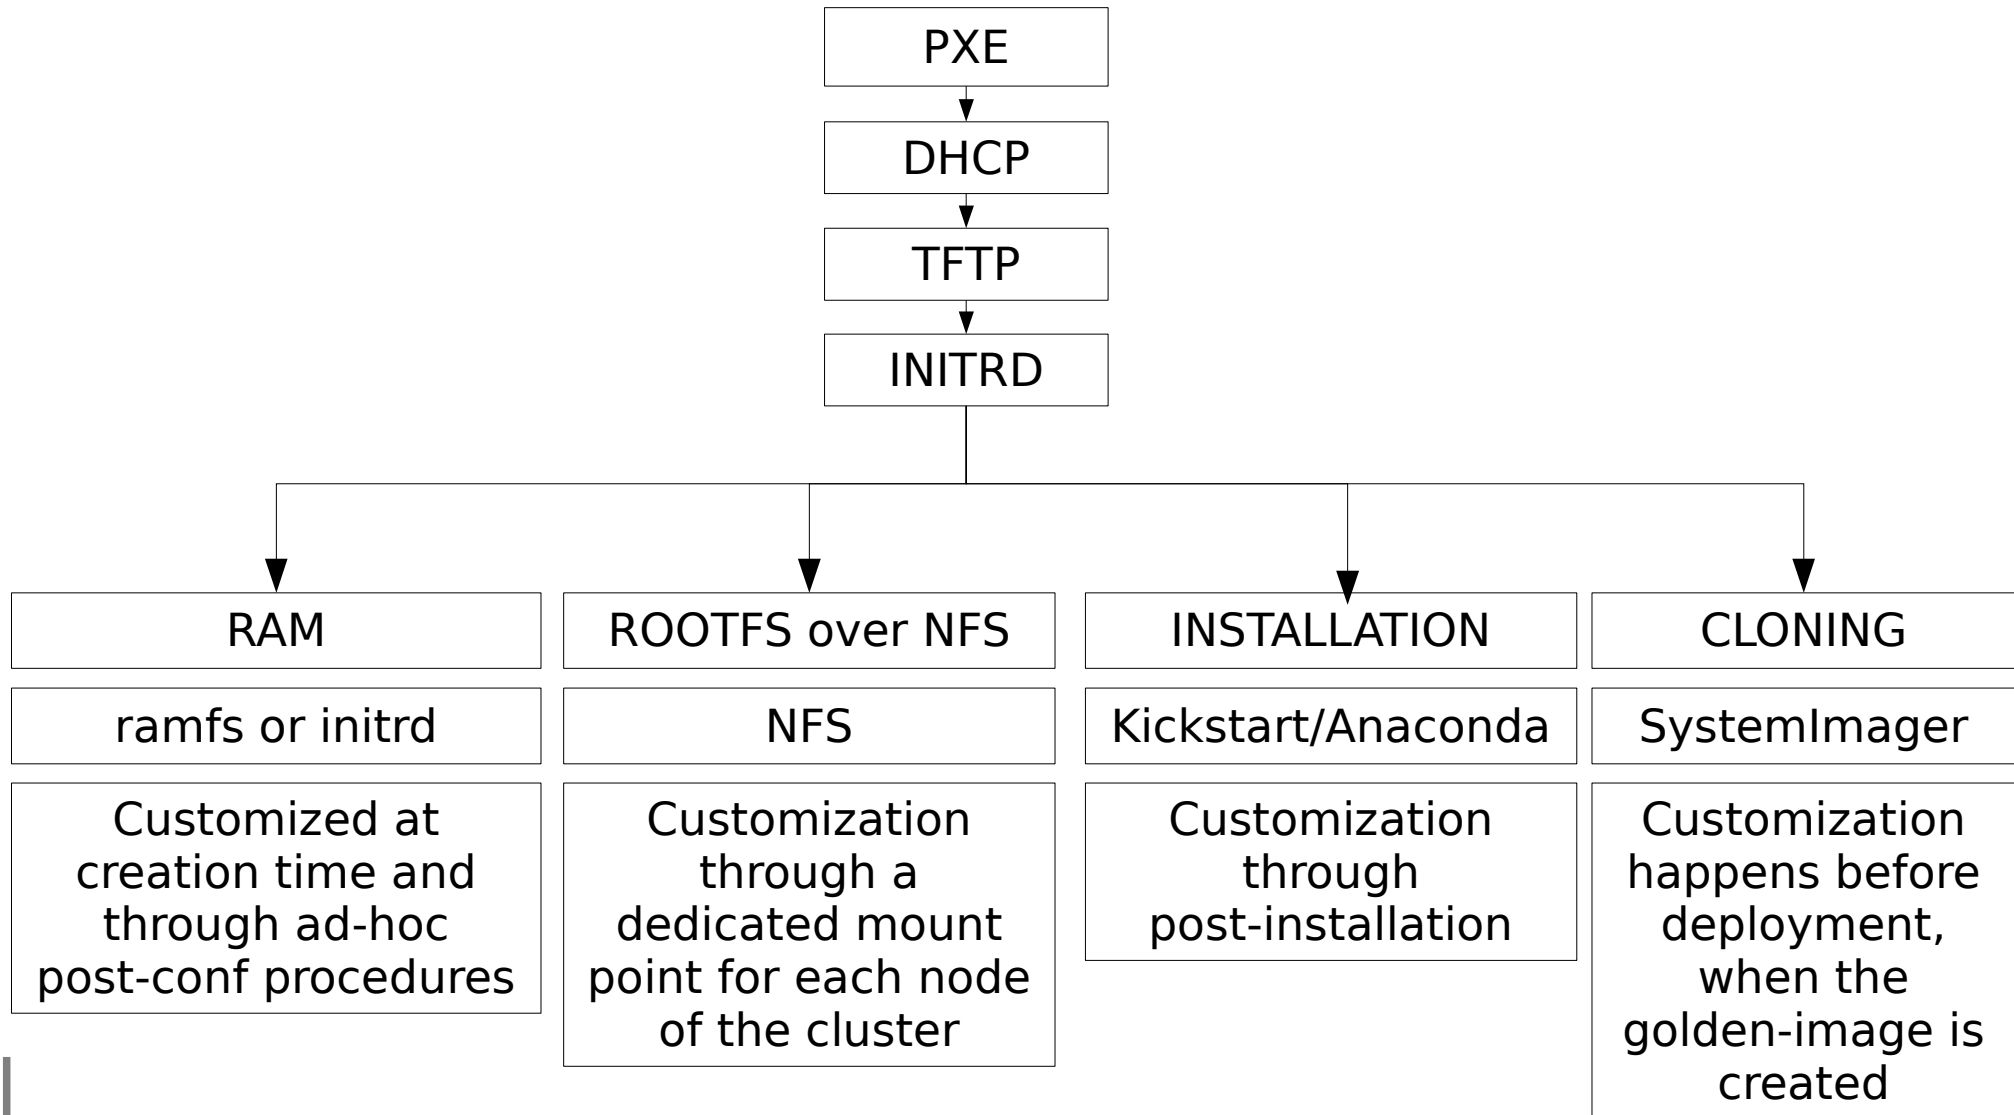 PXE
DHCP
TFTP
INITRD
RAM
ROOTFS over NFS
INSTALLATION
CLONING
ramfs or initrd
NFS
Kickstart/Anaconda
SystemImager
Customized at
creation time and
through ad-hoc
post-conf procedures
Customization
through a
dedicated mount
point for each node
of the cluster
Customization
through
post-installation
Customization
happens before
deployment,
when the
golden-image is
created